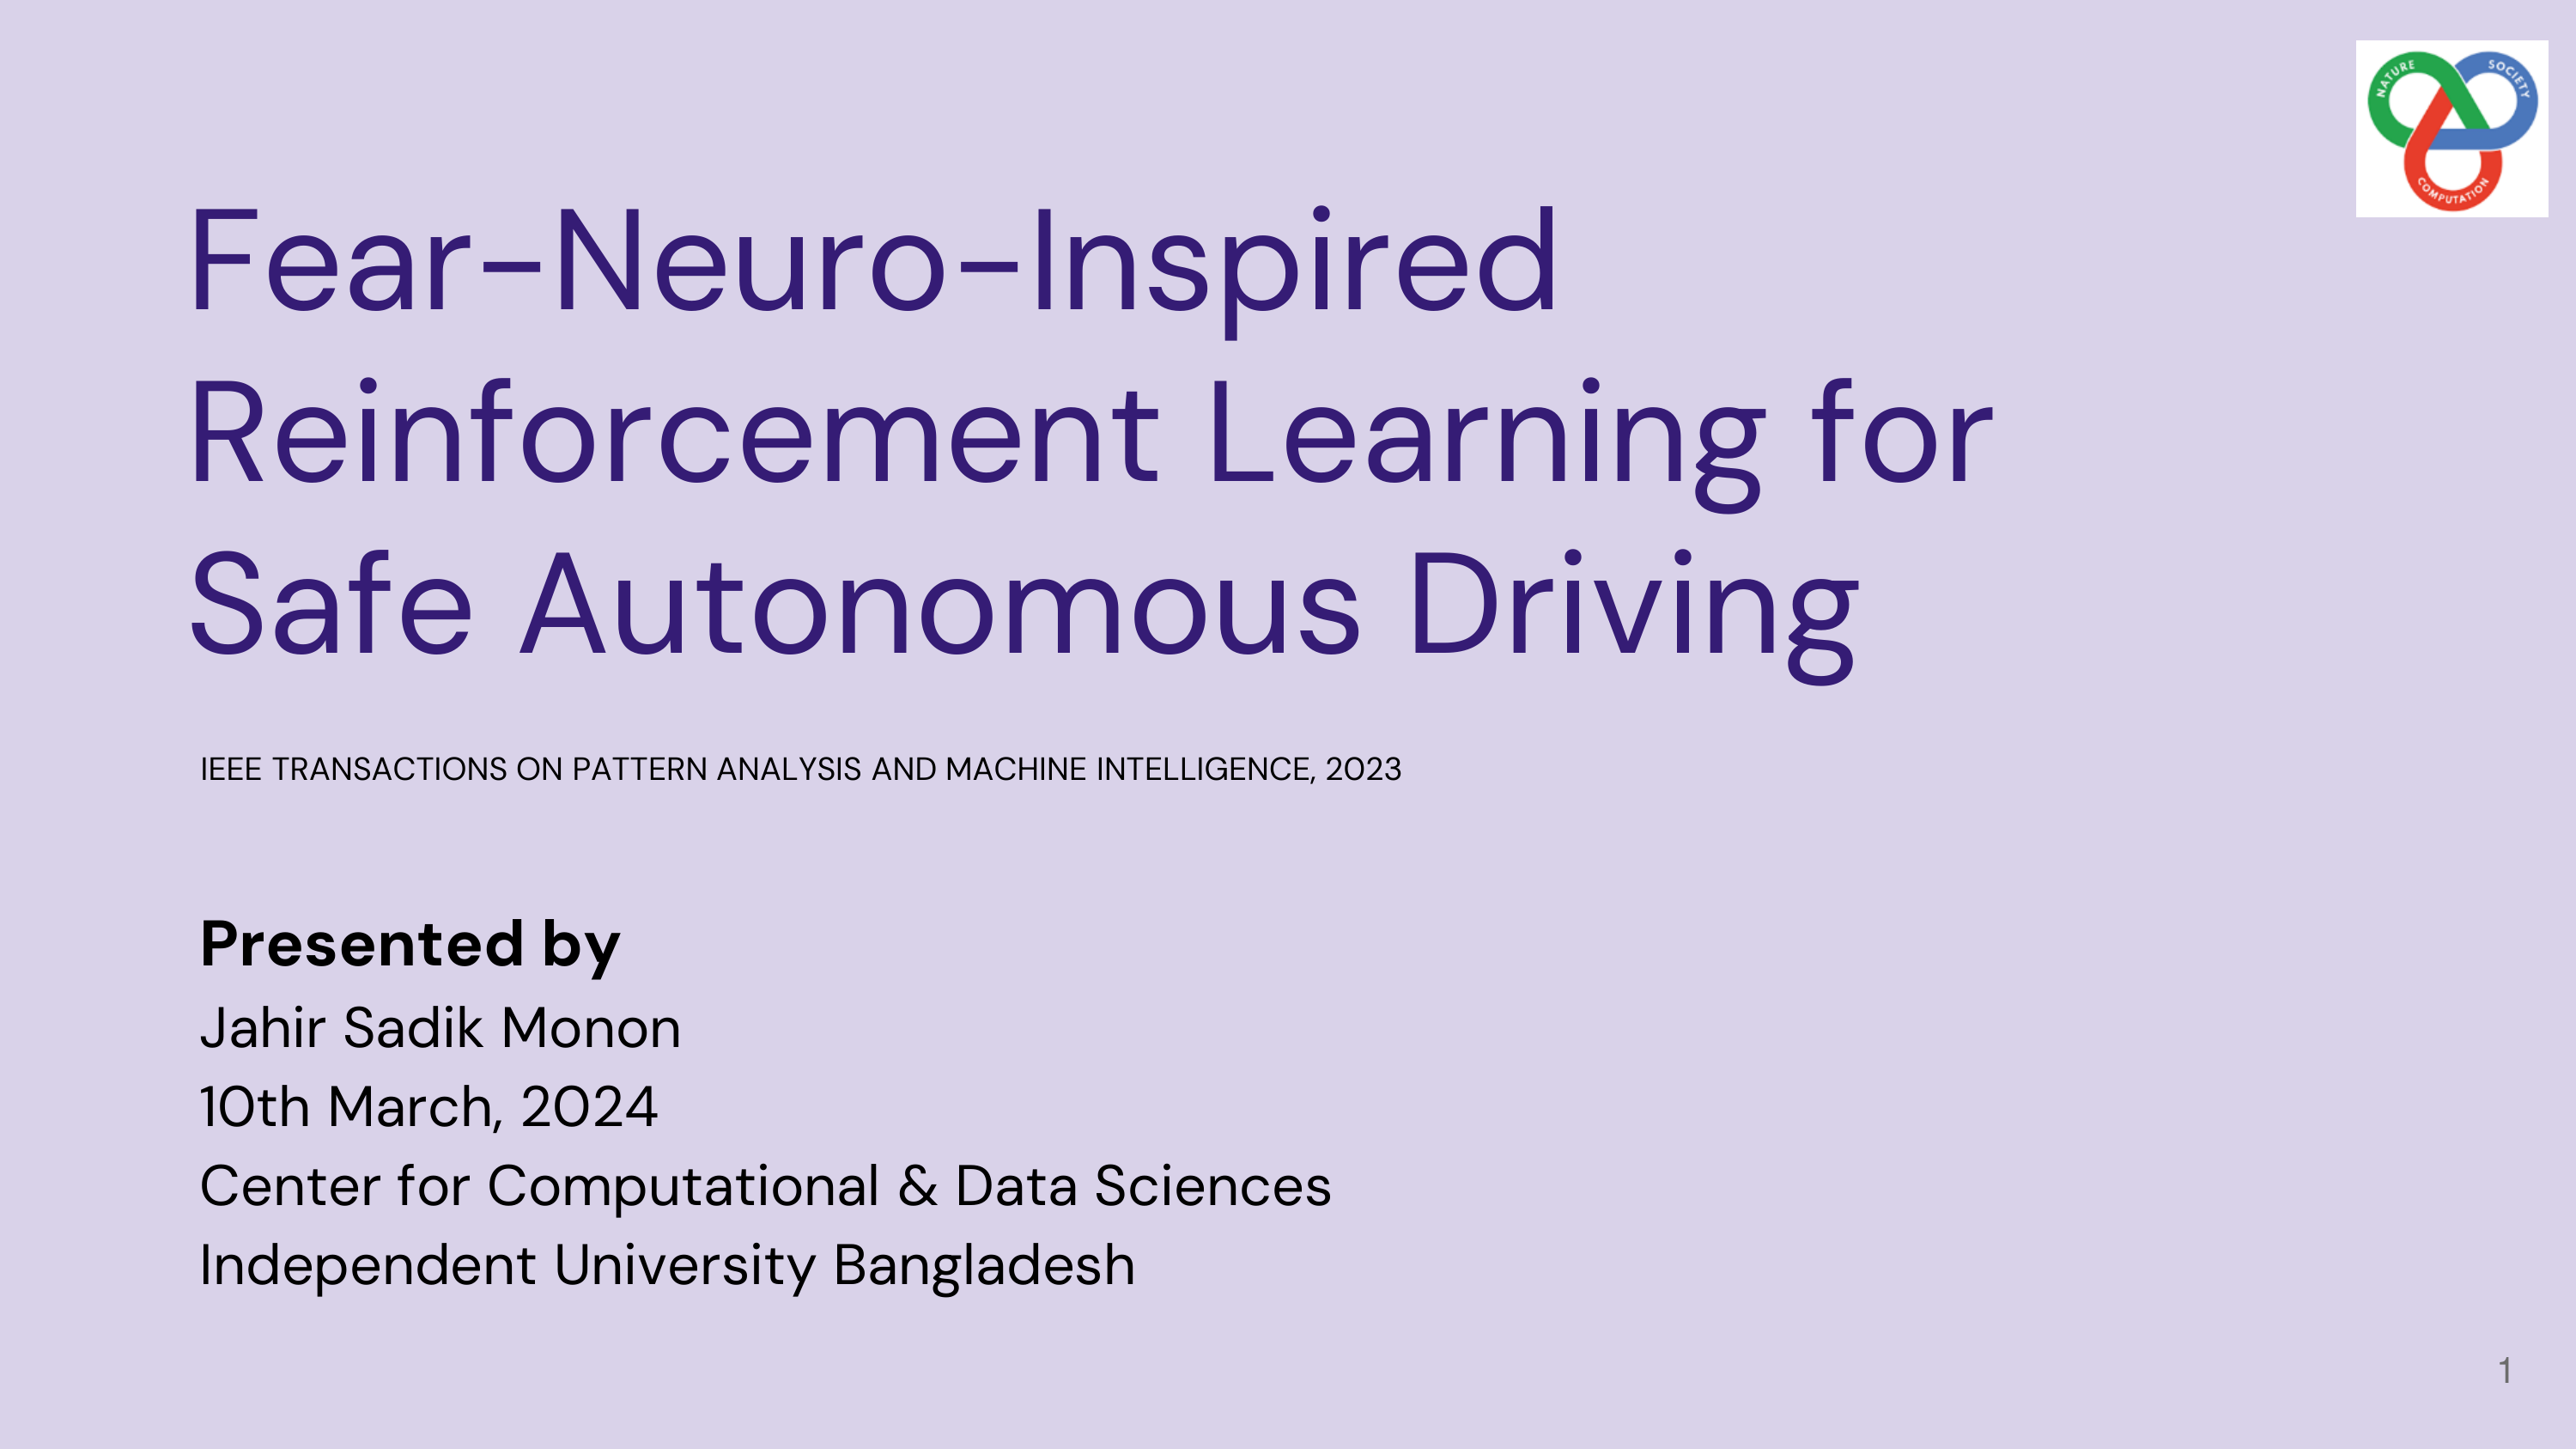 NATURE
SOCIETY
COMPUTATION
Fear-Neuro-Inspired
Reinforcement Learning for
Safe Autonomous Driving
IEEE TRANSACTIONS ON PATTERN ANALYSIS AND MACHINE INTELLIGENCE, 2023
Presented by
Jahir Sadik Monon
10th March, 2024
Center for Computational & Data Sciences
Independent University Bangladesh
1